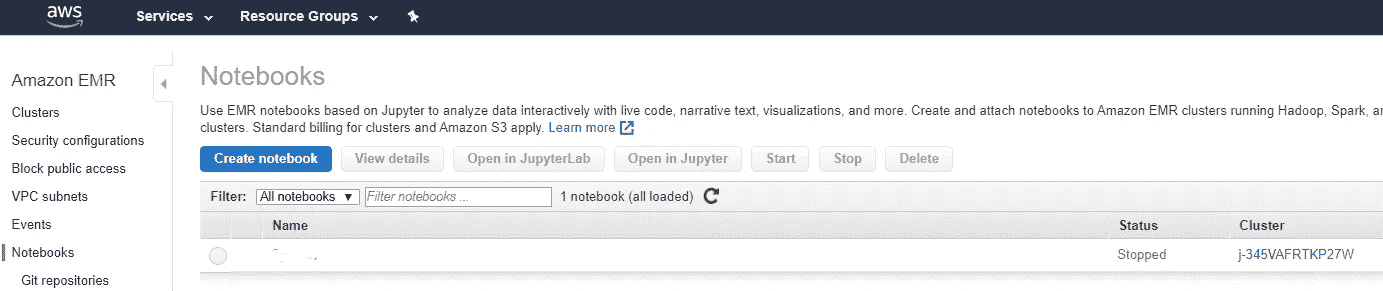 aws Services Resource Groups
Amazon EMR
Clusters
Security configurations
Block public access
VPC subnets
Events
Notebooks
Git repositories
Notebooks
Use EMR notebooks based on Jupyter to analyze data interactively with live code, narrative text, visualizations, and more. Create and attach notebooks to Amazon EMR clusters running Hadoop, Spark,
clusters. Standard billing for clusters and Amazon S3 apply. Learn more
Create notebook View details Open in JupyterLab Open in Jupyter Start Stop Delete
Filter: All notebooks Filter notebooks ... 1 notebook (all loaded)
Name Status Cluster
Stopped j-345VAFRTKP27W